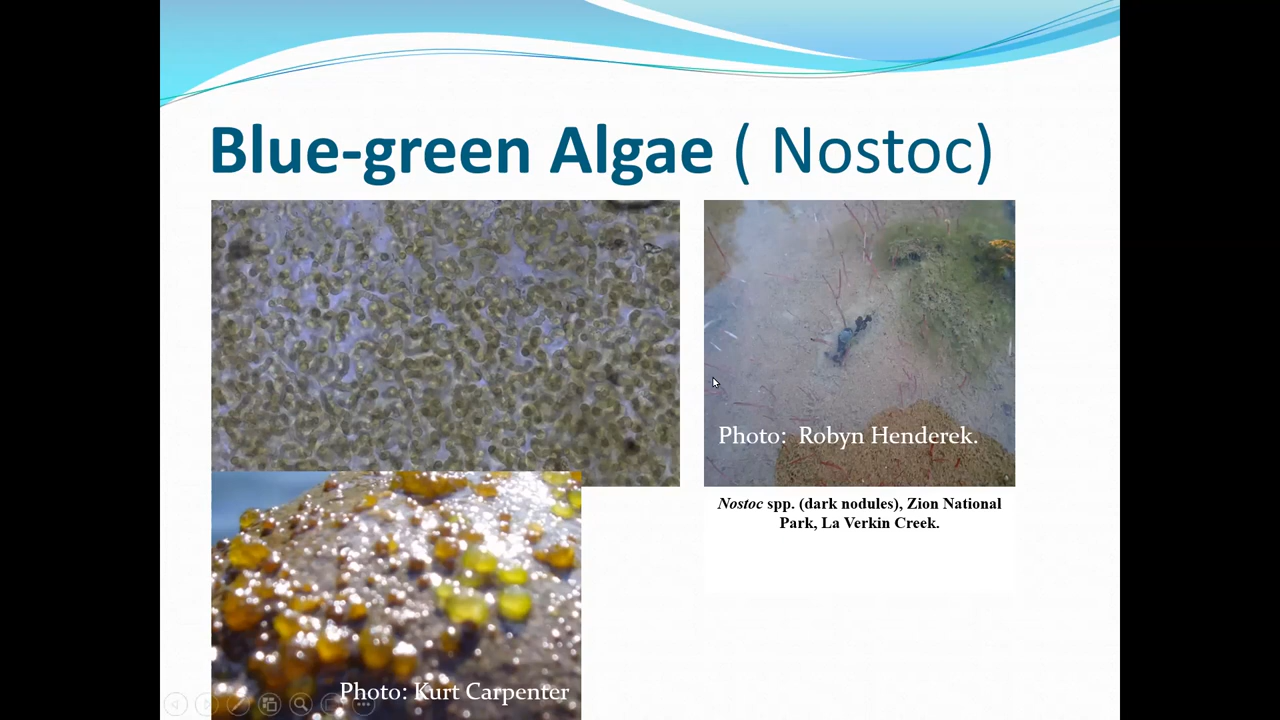 Blue-green Algae ( Nostoc)
Photo:  Robyn Henderek.
Nostoc spp. (dark nodules), Zion National
Park, La Verkin Creek.
Photo: Kurt Carpenter